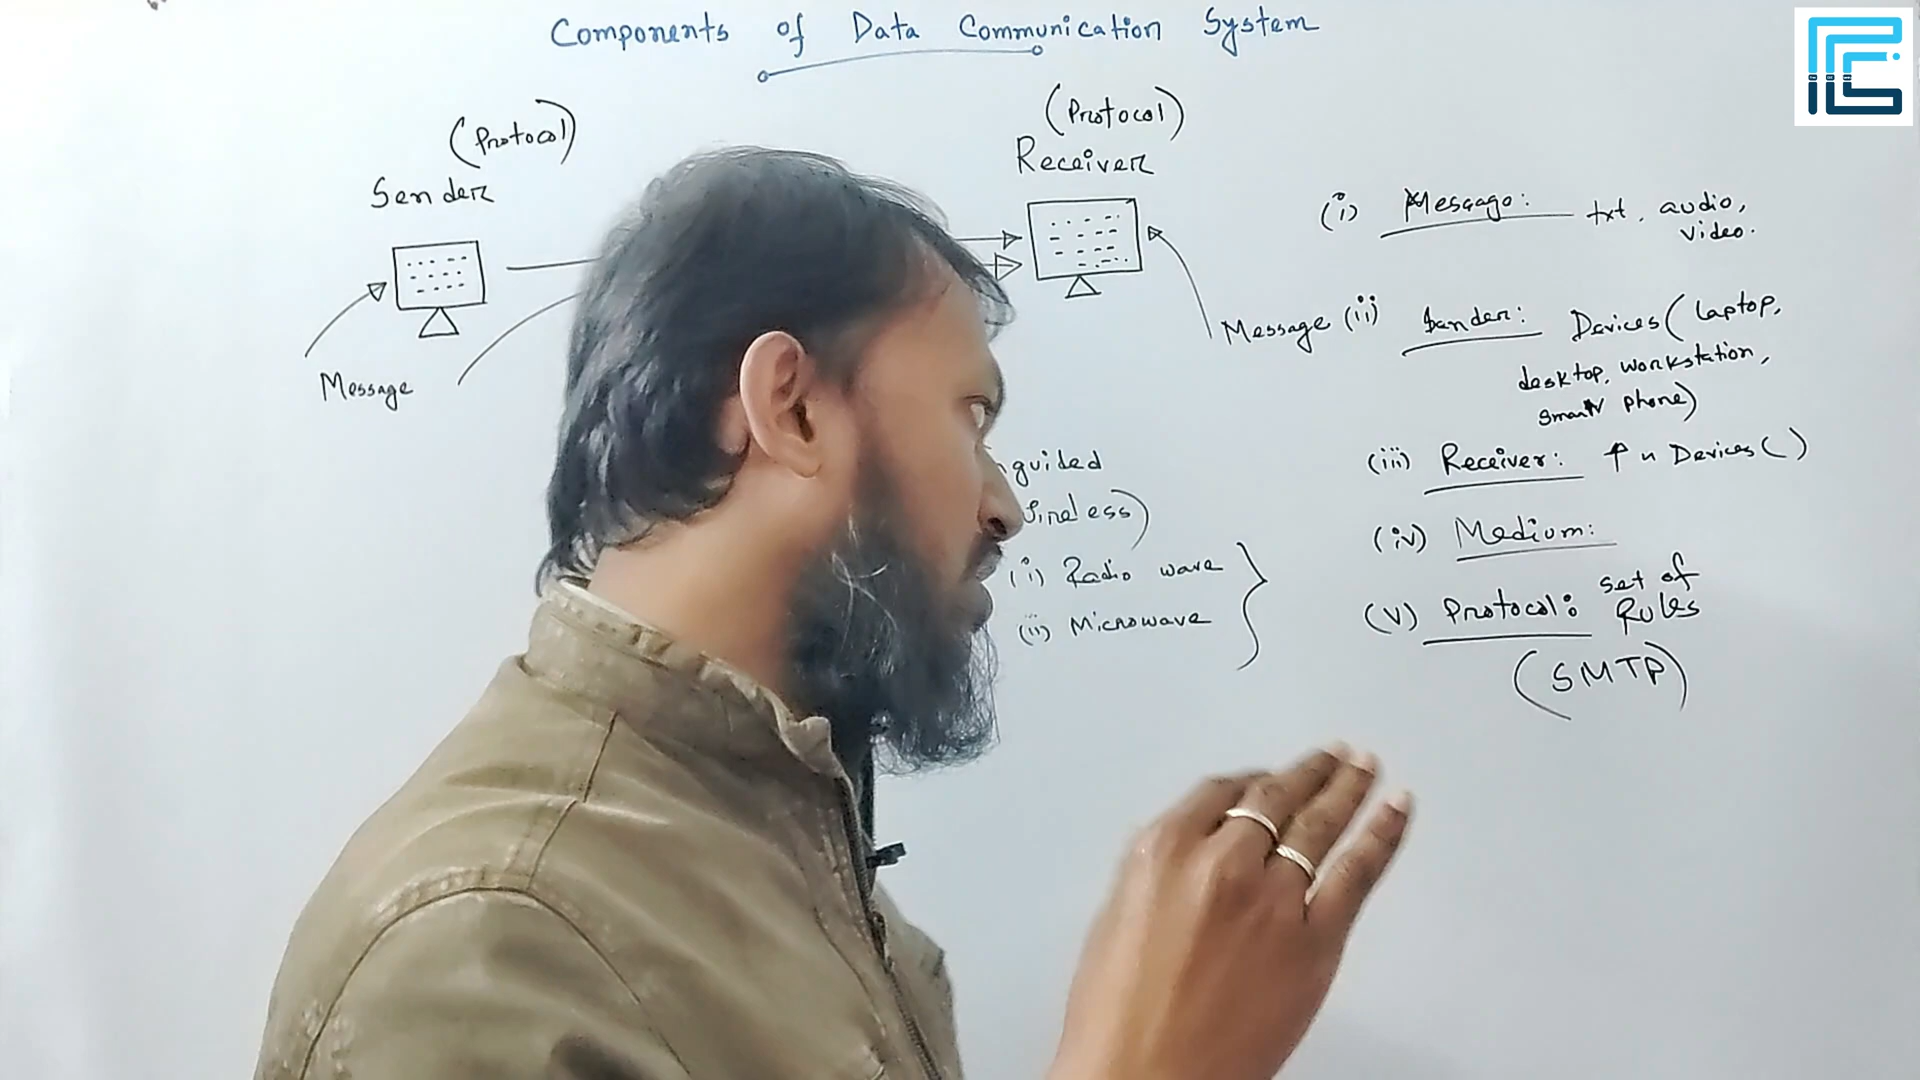 Components of Data Communication System
(Protocol)
Sender
Message
(Protocol)
Receiver
Message
guided
(i) Radio wave
(ii) Microwave
(i) Message: txt, audio,
video.
(ii) Sender: Devices (laptop,
desktop, workstation,
smart phone)
(iii) Receiver: Devices ( )
(iv) Medium:
(v) Protocol: set of
Rules
(SMTP)